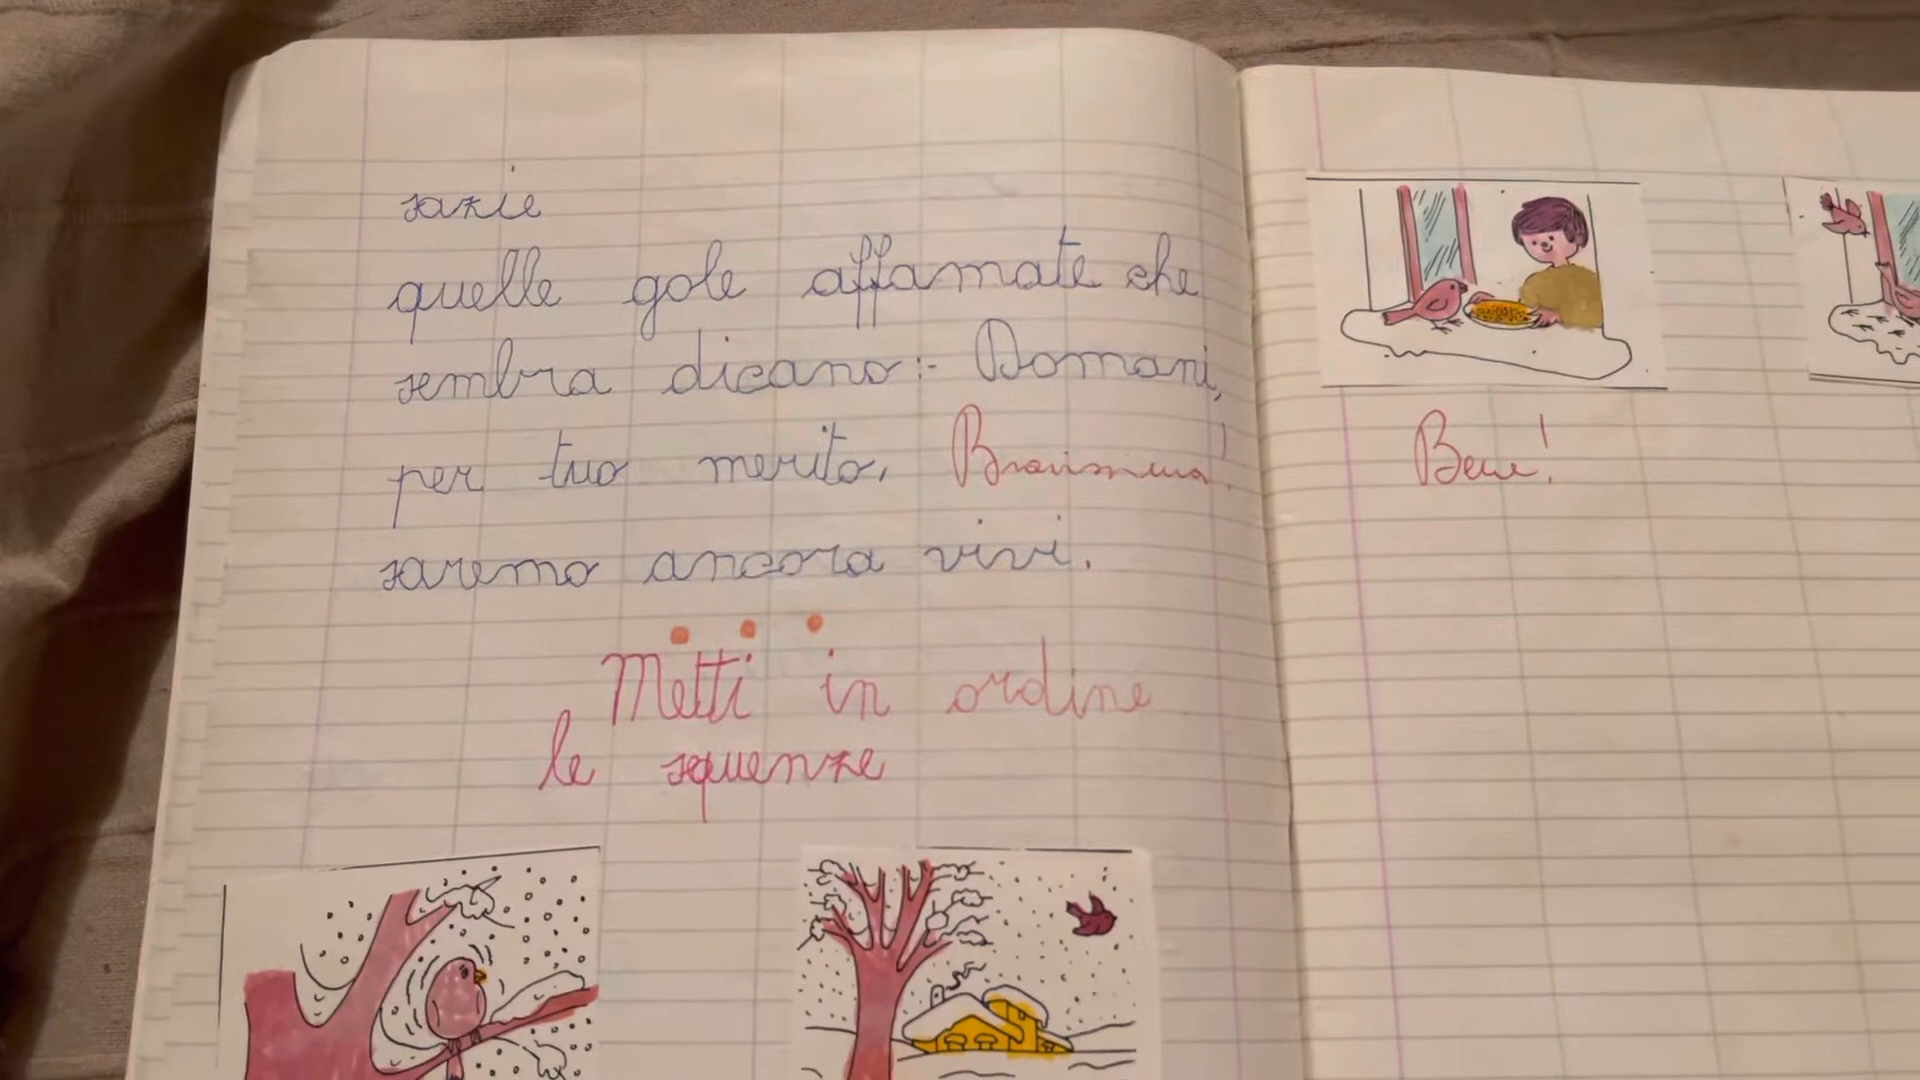 sazie
quelle gole affamate che
sembra dicano:- Domani,
per tuo merito, Bravissima!
saremo ancora vivi.
Metti in ordine
le squenze
Bene!